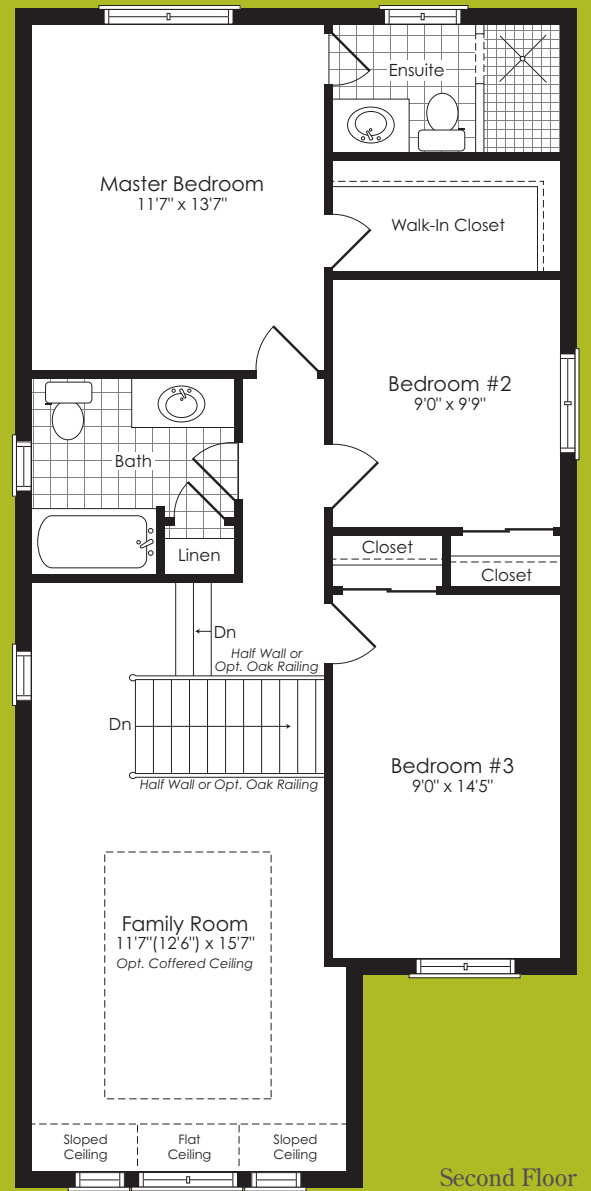 Ensuite
Master Bedroom
11'7" x 13'7"
Walk-In Closet
Bedroom #2
9'0" x 9'9"
Bath
Linen
Closet
Closet
Dn
Half Wall or
Opt. Oak Railing
Dn
Half Wall or Opt. Oak Railing
Bedroom #3
9'0" x 14'5"
Family Room
11'7"(12'6") x 15'7"
Opt. Coffered Ceiling
Sloped
Ceiling
Flat
Ceiling
Sloped
Ceiling
Second Floor